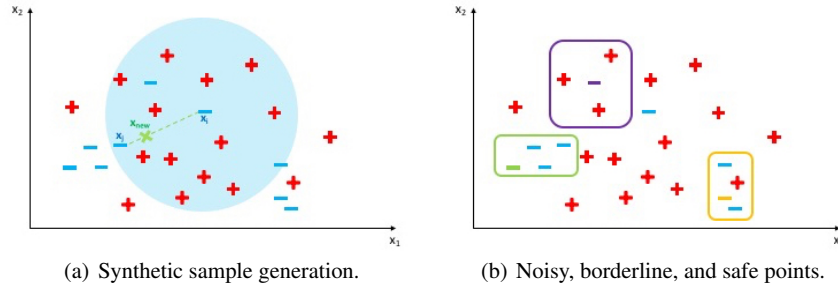 x2
x2
xnew
xi
xj
x1
x
(a) Synthetic sample generation.
(b) Noisy, borderline, and safe points.